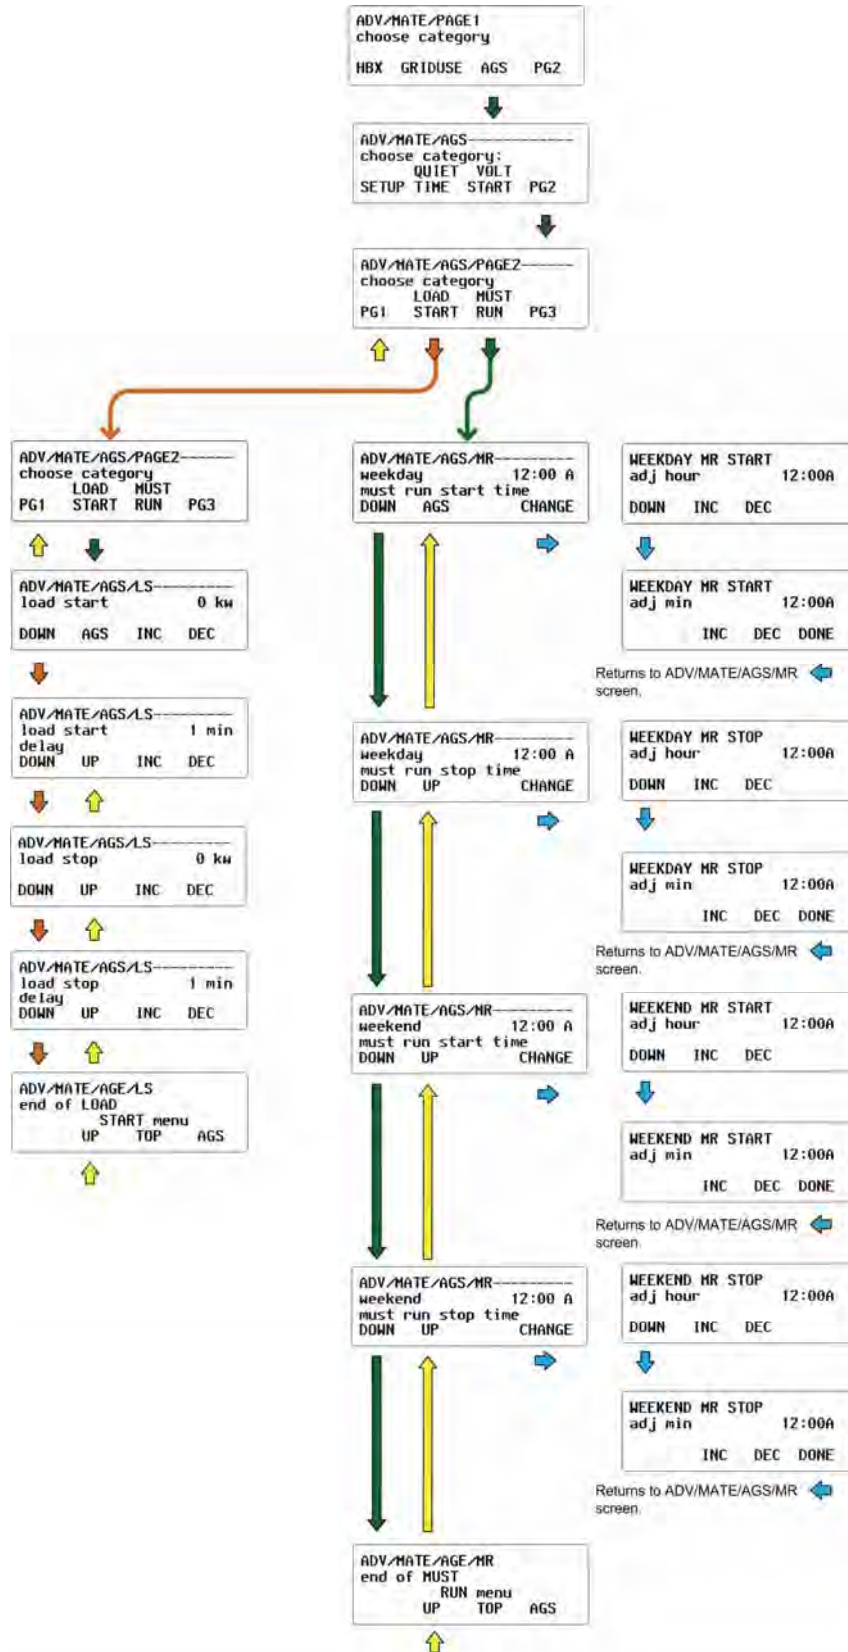 ADV/MATE/PAGE1
choose category
HBX GRIDUSE AGS PG2
ADV/MATE/AGS-----------
choose category:
QUIET VOLT
SETUP TIME START PG2
ADV/MATE/AGS/PAGE2------
choose category
LOAD MUST
PG1 START RUN PG3
ADV/MATE/AGS/PAGE2------
choose category
LOAD MUST
PG1 START RUN PG3
ADV/MATE/AGS/LS---------
load start 0 kw
DOWN AGS INC DEC
ADV/MATE/AGS/LS---------
load start 1 min
delay
DOWN UP INC DEC
ADV/MATE/AGS/LS---------
load stop 0 kw
DOWN UP INC DEC
ADV/MATE/AGS/LS---------
load stop 1 min
delay
DOWN UP INC DEC
ADV/MATE/AGE/LS
end of LOAD
START menu
UP TOP AGS
ADV/MATE/AGS/MR---------
weekday 12:00 A
must run start time
DOWN AGS CHANGE
WEEKDAY MR START
adj hour 12:00A
DOWN INC DEC
WEEKDAY MR START
adj min 12:00A
INC DEC DONE
Returns to ADV/MATE/AGS/MR
screen.
ADV/MATE/AGS/MR---------
weekday 12:00 A
must run stop time
DOWN UP CHANGE
WEEKDAY MR STOP
adj hour 12:00A
DOWN INC DEC
WEEKDAY MR STOP
adj min 12:00A
INC DEC DONE
Returns to ADV/MATE/AGS/MR
screen.
ADV/MATE/AGS/MR---------
weekend 12:00 A
must run start time
DOWN UP CHANGE
WEEKEND MR START
adj hour 12:00A
DOWN INC DEC
WEEKEND MR START
adj min 12:00A
INC DEC DONE
Returns to ADV/MATE/AGS/MR
screen.
ADV/MATE/AGS/MR---------
weekend 12:00 A
must run stop time
DOWN UP CHANGE
WEEKEND MR STOP
adj hour 12:00A
DOWN INC DEC
WEEKEND MR STOP
adj min 12:00A
INC DEC DONE
Returns to ADV/MATE/AGS/MR
screen.
ADV/MATE/AGE/MR
end of MUST
RUN menu
UP TOP AGS